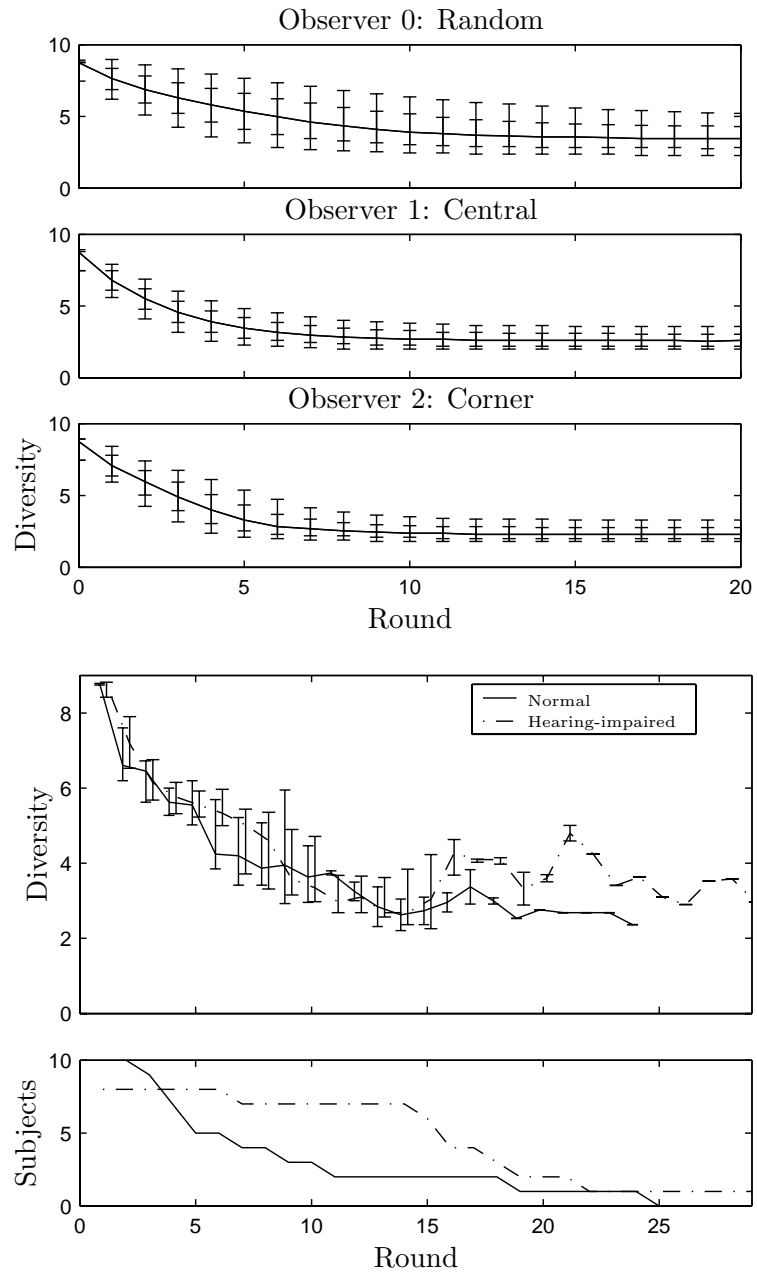 Observer 0: Random
10
5
0
Observer 1: Central
10
5
0
Observer 2: Corner
10
5
0
Diversity
0 5 10 15 20
Round
8
6
4
2
0
Diversity
Normal
Hearing-impaired
10
5
0
Subjects
0 5 10 15 20 25
Round